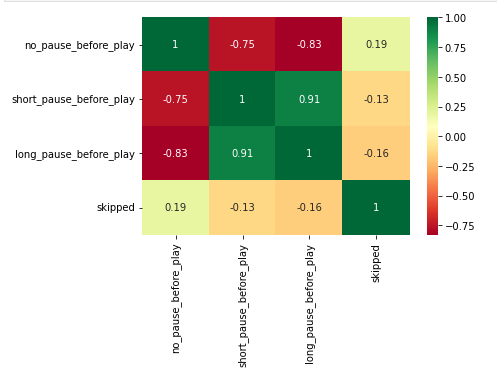 no_pause_before_play 1 -0.75 -0.83 0.19
short_pause_before_play -0.75 1 0.91 -0.13
long_pause_before_play -0.83 0.91 1 -0.16
skipped 0.19 -0.13 -0.16 1
no_pause_before_play
short_pause_before_play
long_pause_before_play
skipped
1.00
0.75
0.50
0.25
0.00
-0.25
-0.50
-0.75